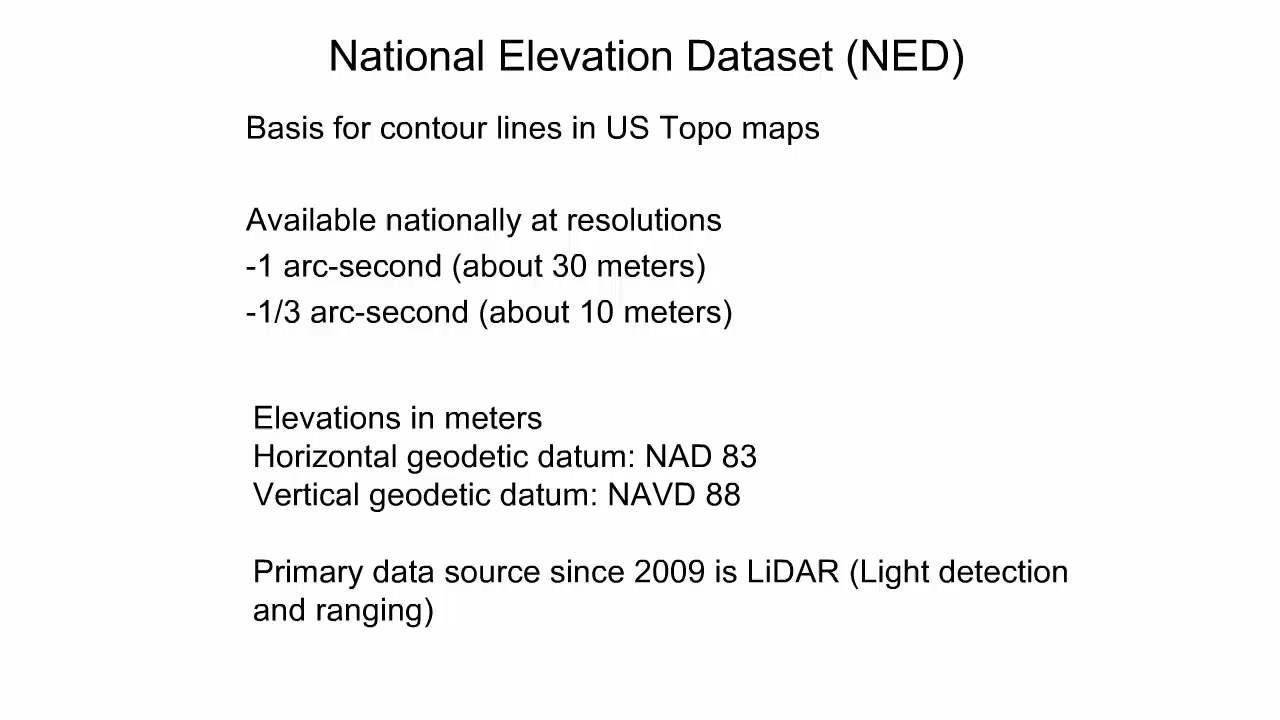 National Elevation Dataset (NED)
Basis for contour lines in US Topo maps
Available nationally at resolutions
-1 arc-second (about 30 meters)
-1/3 arc-second (about 10 meters)
Elevations in meters
Horizontal geodetic datum: NAD 83
Vertical geodetic datum: NAVD 88
Primary data source since 2009 is LiDAR (Light detection
and ranging)